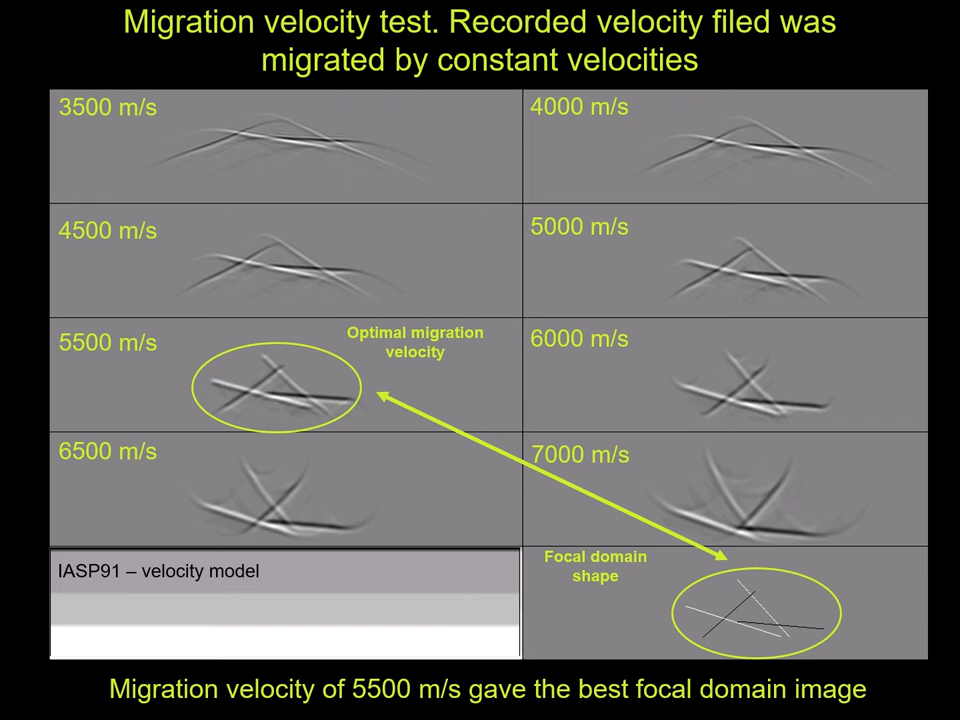 Migration velocity test. Recorded velocity filed was
migrated by constant velocities
3500 m/s
4000 m/s
4500 m/s
5000 m/s
5500 m/s
Optimal migration
velocity
6000 m/s
6500 m/s
7000 m/s
IASP91 – velocity model
Focal domain
shape
Migration velocity of 5500 m/s gave the best focal domain image